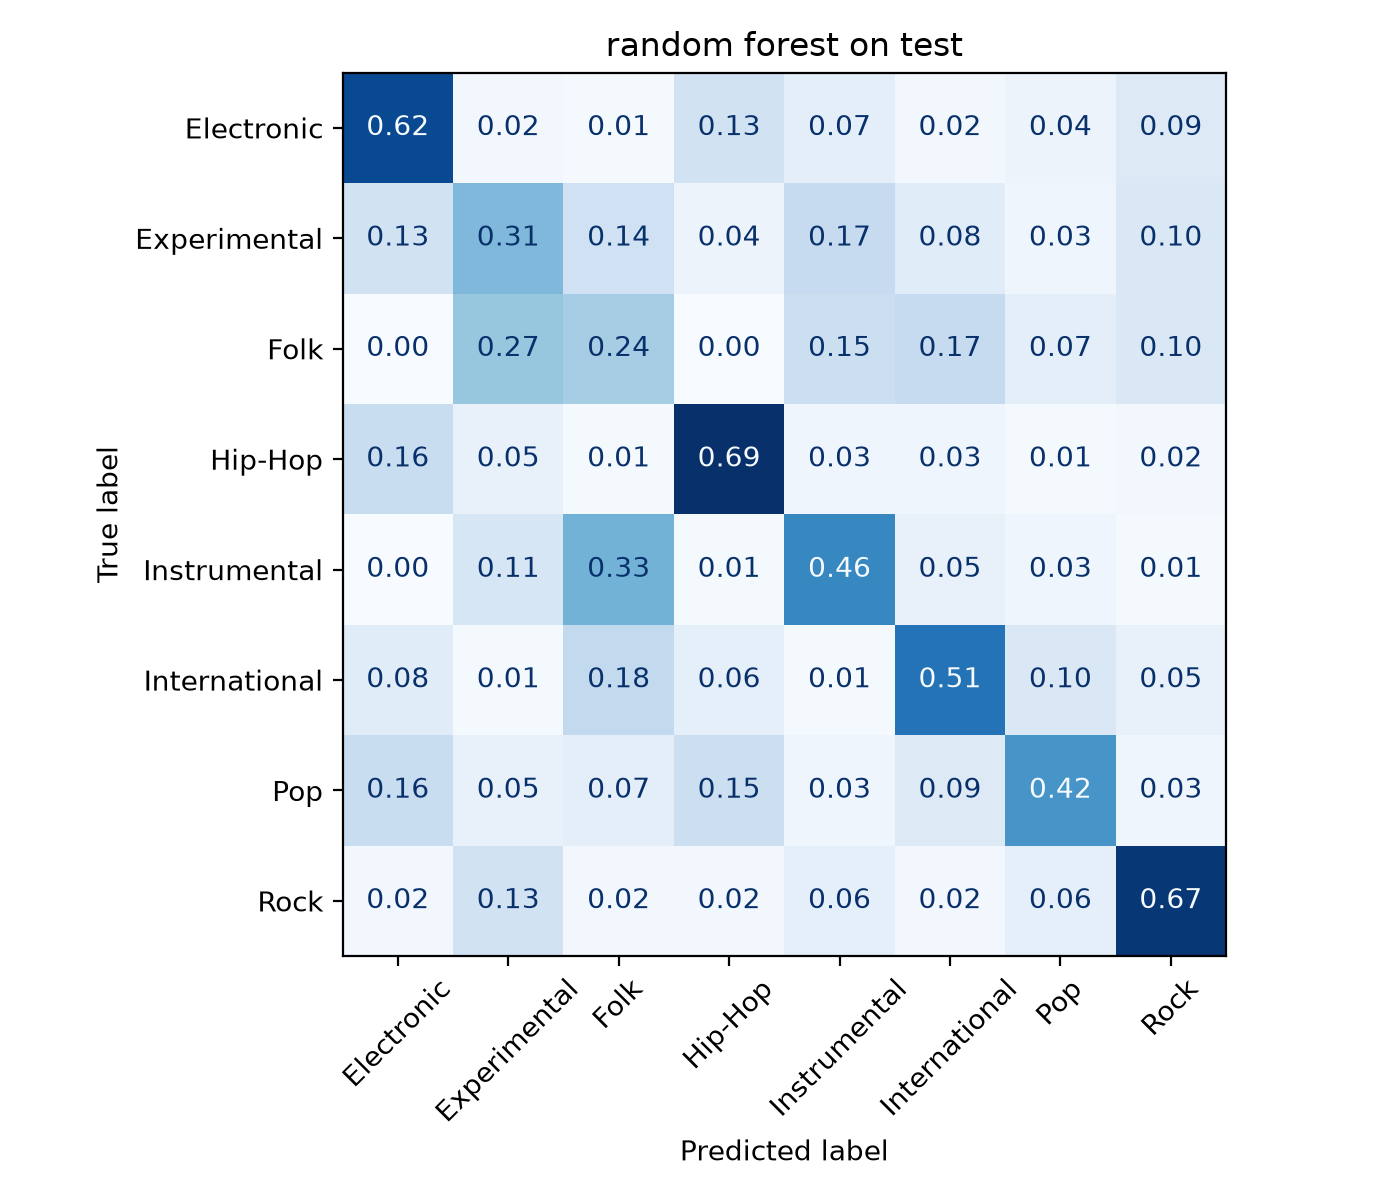 random forest on test
Electronic 0.62 0.02 0.01 0.13 0.07 0.02 0.04 0.09
Experimental 0.13 0.31 0.14 0.04 0.17 0.08 0.03 0.10
Folk 0.00 0.27 0.24 0.00 0.15 0.17 0.07 0.10
Hip-Hop 0.16 0.05 0.01 0.69 0.03 0.03 0.01 0.02
True label
Instrumental 0.00 0.11 0.33 0.01 0.46 0.05 0.03 0.01
International 0.08 0.01 0.18 0.06 0.01 0.51 0.10 0.05
Pop 0.16 0.05 0.07 0.15 0.03 0.09 0.42 0.03
Rock 0.02 0.13 0.02 0.02 0.06 0.02 0.06 0.67
Electronic Experimental Folk Hip-Hop Instrumental International Pop Rock
Predicted label